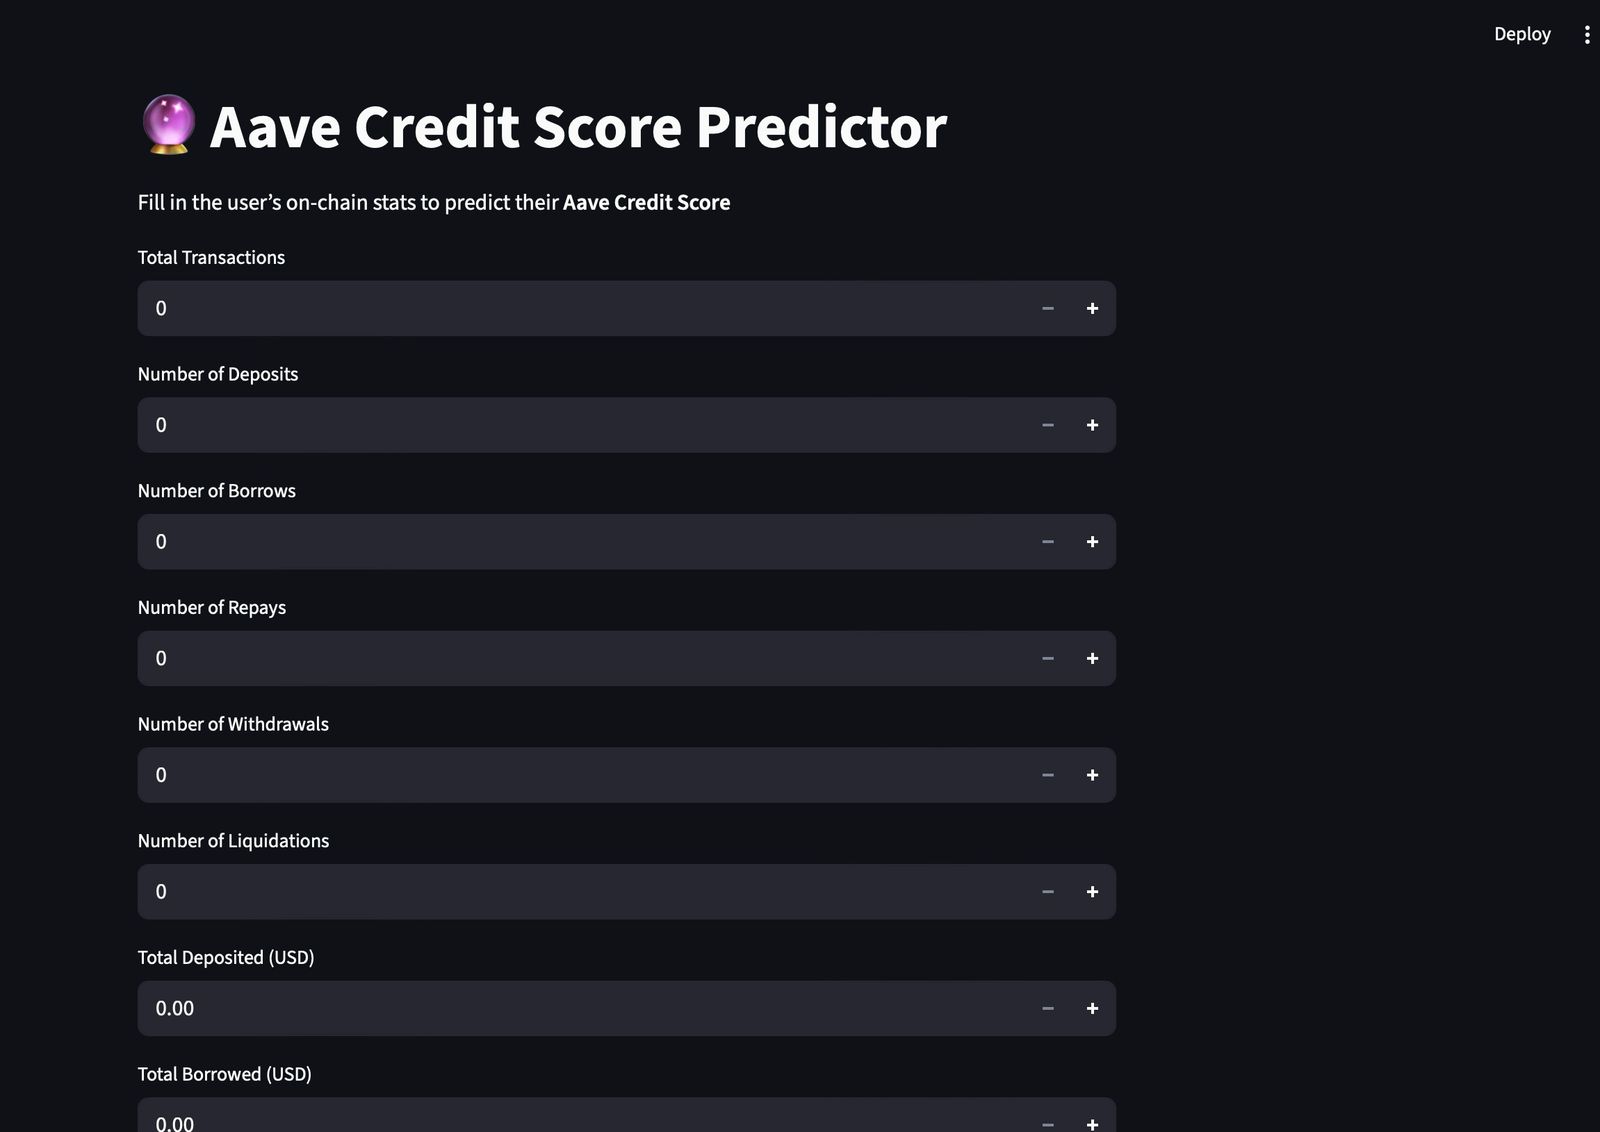 Deploy
Aave Credit Score Predictor
Fill in the user’s on-chain stats to predict their Aave Credit Score
Total Transactions
0
Number of Deposits
0
Number of Borrows
0
Number of Repays
0
Number of Withdrawals
0
Number of Liquidations
0
Total Deposited (USD)
0.00
Total Borrowed (USD)
0.00